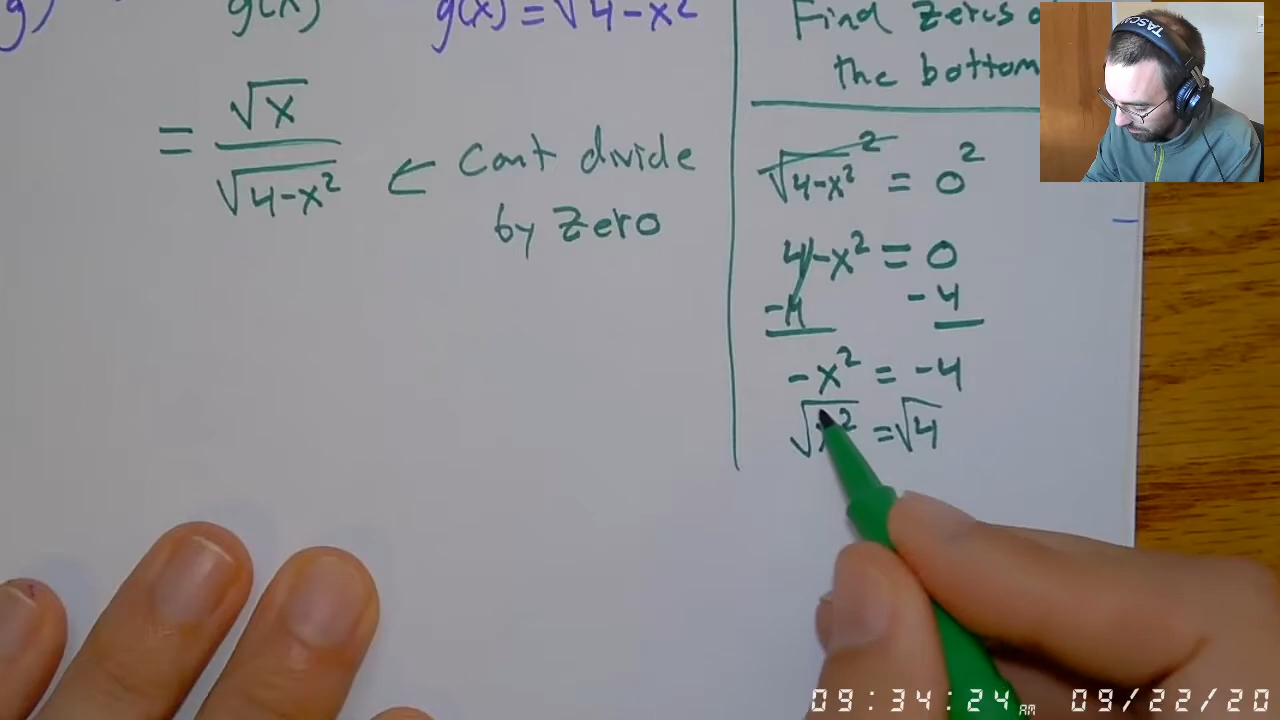 g)
g(x)
g(x) = √4-x²
= √x / √4-x²
← Can't divide
by zero
Find zeros
the bottom
√4-x² ² = 0²
4-x² = 0
-4 -4
-x² = -4
√x² = √4
TASCAM
09:34:24 AM 09/22/20